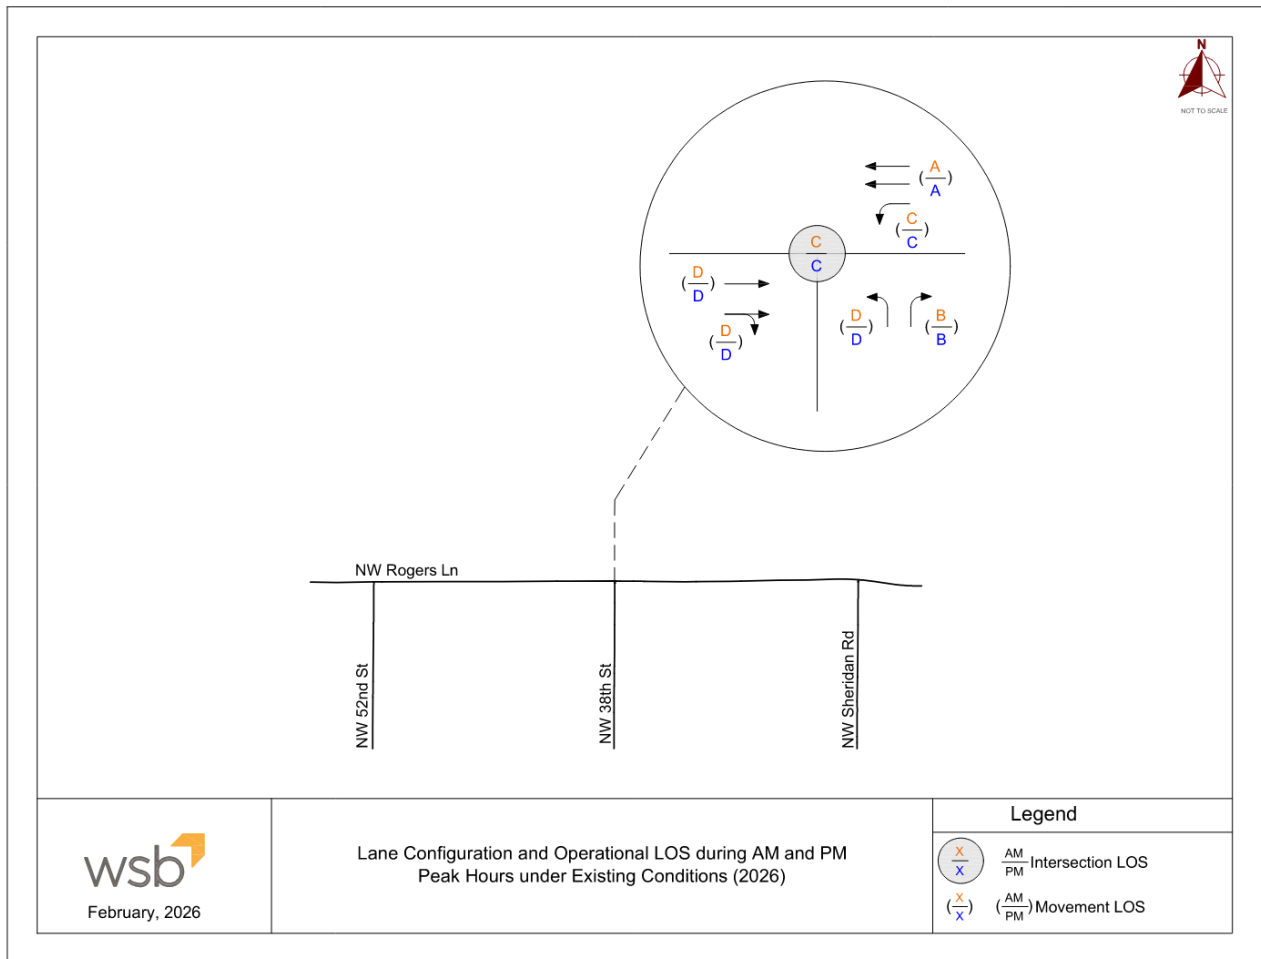 N
NOT TO SCALE
(A/A)
(C/C)
C/C
(D/D)
(D/D)
(D/D)
(B/B)
NW Rogers Ln
NW 52nd St
NW 38th St
NW Sheridan Rd
wsb
February, 2026
Lane Configuration and Operational LOS during AM and PM
Peak Hours under Existing Conditions (2026)
Legend
X/X AM/PM Intersection LOS
(X/X) (AM/PM) Movement LOS